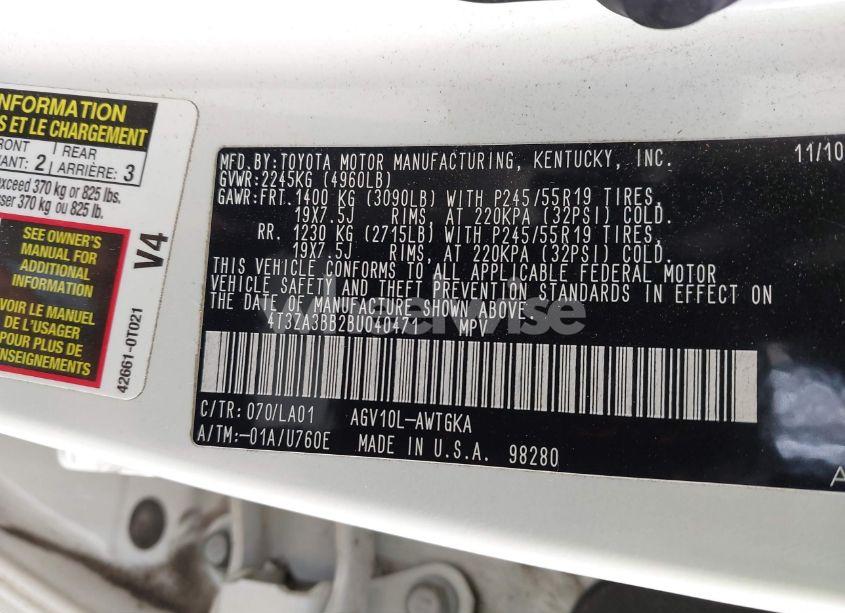 INFORMATION
S ET LE CHARGEMENT
FRONT
ANT: 2
REAR
ARRIÈRE: 3
exceed 370 kg or 825 lbs.
ser 370 kg ou 825 lb.
SEE OWNER'S
MANUAL FOR
ADDITIONAL
INFORMATION
VOIR LE MANUEL
DE L'USAGER
POUR PLUS DE
ENSEIGNEMENTS
V4
42661-0T021
MFD.BY:TOYOTA MOTOR MANUFACTURING, KENTUCKY, INC. 11/10
GVWR:2245KG (4960LB)
GAWR:FRT. 1400 KG (3090LB) WITH P245/55R19 TIRES,
19X7.5J RIMS, AT 220KPA (32PSI) COLD.
RR. 1230 KG (2715LB) WITH P245/55R19 TIRES,
19X7.5J RIMS, AT 220KPA (32PSI) COLD.
THIS VEHICLE CONFORMS TO ALL APPLICABLE FEDERAL MOTOR
VEHICLE SAFETY AND THEFT PREVENTION STANDARDS IN EFFECT ON
THE DATE OF MANUFACTURE SHOWN ABOVE.
4T3ZA3BB2BU040471 MPV
C/TR: 070/LA01 AGV10L-AWTGKA
A/TM:-01A/U760E MADE IN U.S.A. 98280